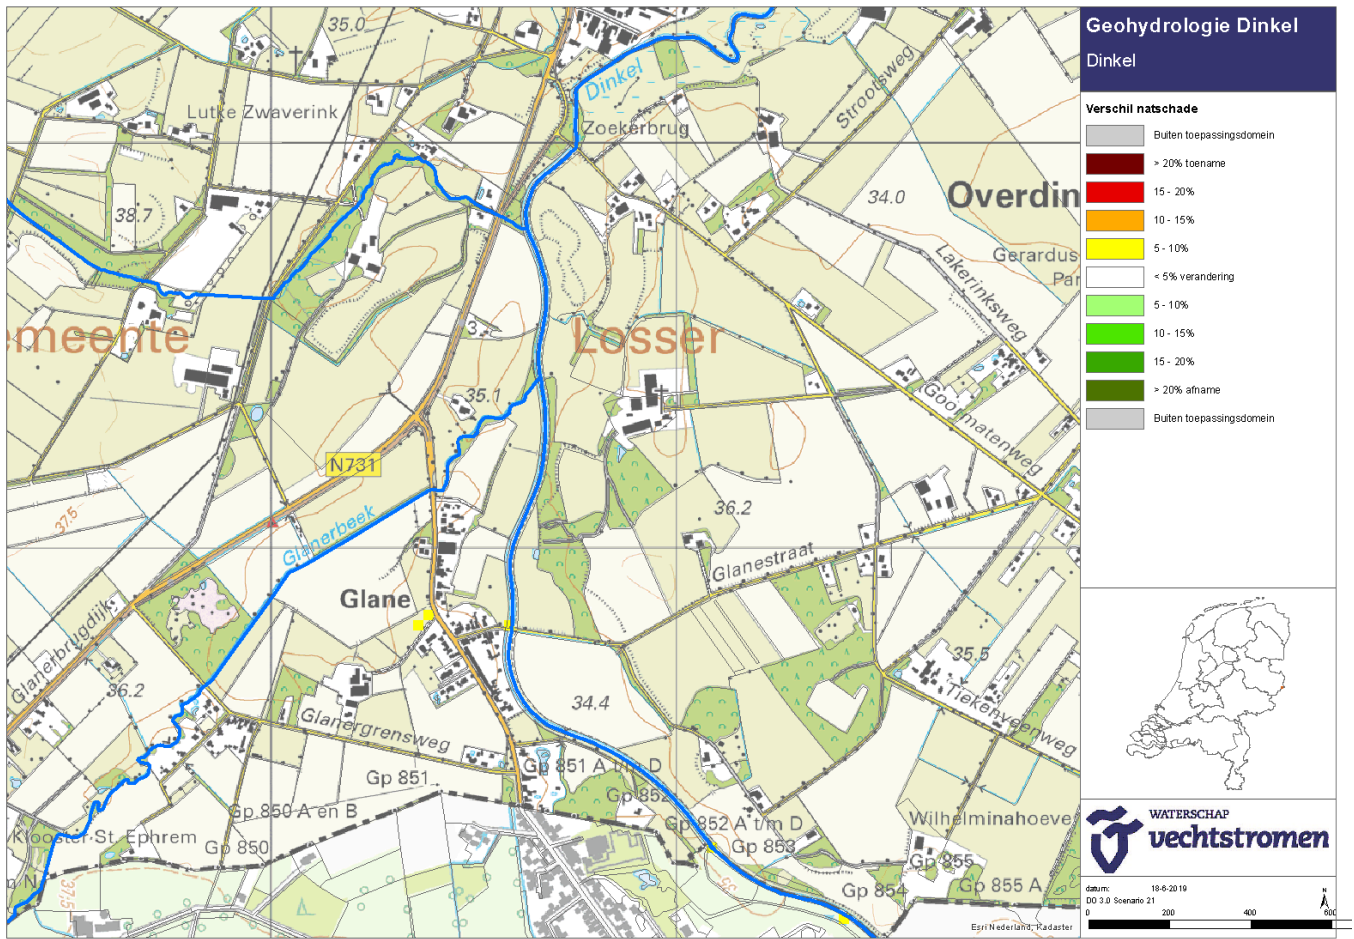 Geohydrologie Dinkel
Dinkel
Verschil natschade
Buiten toepassingsdomein
> 20% toename
15 - 20%
10 - 15%
5 - 10%
< 5% verandering
5 - 10%
10 - 15%
15 - 20%
> 20% afname
Buiten toepassingsdomein
WATERSCHAP
vechtstromen
datum: 18-6-2019
DO 3.0 Scenario 21
N
0 200 400 600
35.0
Dinkel
Strootsweg
Lutke Zwaverink
Zoekerbrug
38.7
34.0
Overdin
Gerardus
Par
Lakerinksweg
emeente
Losser
35.1
Goormatenweg
N731
37.5
36.2
Glanerbeek
Glanestraat
Glane
Glanerbrugdijk
36.2
35.5
Tiekenveenweg
34.4
Glanergrensweg
Gp 851
Gp 851 A t/m D
Gp 852
Gp 850 A en B
Gp 852 A t/m D
Wilhelminahoeve
Klooster St. Ephrem
Gp 850
Gp 853
Gp 855
Gp 854
Gp 855 A
37.5
35
Esri Nederland, Kadaster